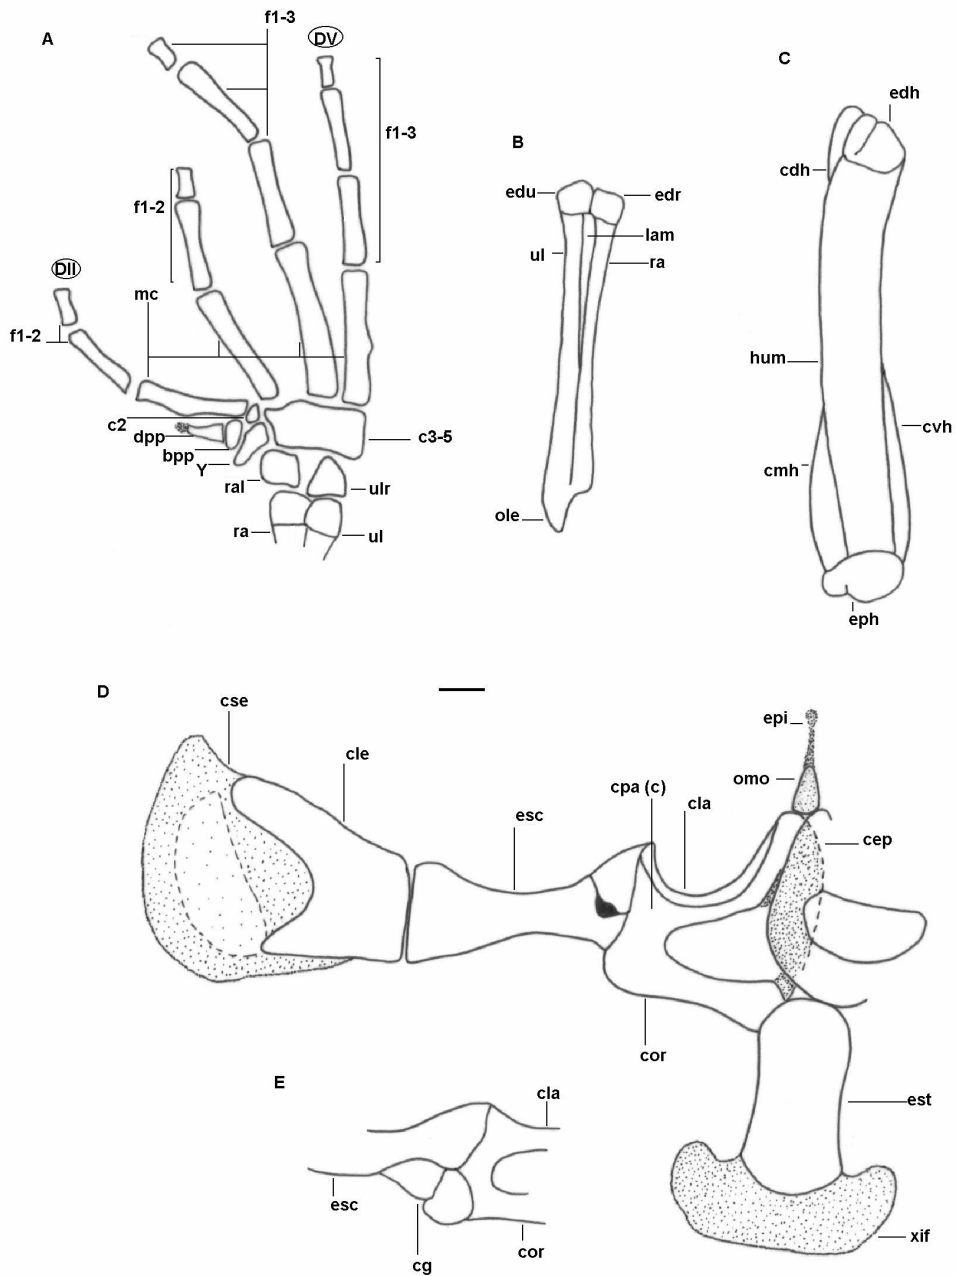 A
f1-3
DV
f1-3
f1-2
DII
mc
f1-2
c2
dpp
bpp
Y
c3-5
ral
ulr
ra
ul
B
edu
edr
lam
ul
ra
ole
C
edh
cdh
hum
cvh
cmh
eph
D
cse
cle
esc
cpa (c)
cla
epi
omo
cep
cor
est
xif
E
cla
esc
cg
cor